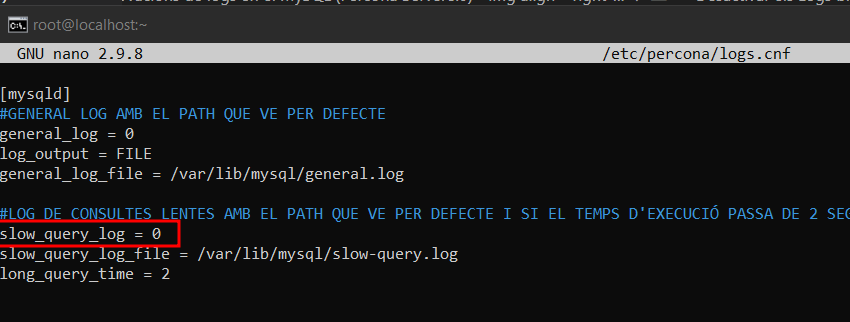 root@localhost:~
GNU nano 2.9.8 /etc/percona/logs.cnf
[mysqld]
#GENERAL LOG AMB EL PATH QUE VE PER DEFECTE
general_log = 0
log_output = FILE
general_log_file = /var/lib/mysql/general.log
#LOG DE CONSULTES LENTES AMB EL PATH QUE VE PER DEFECTE I SI EL TEMPS D'EXECUCIÓ PASSA DE 2 SEG
slow_query_log = 0
slow_query_log_file = /var/lib/mysql/slow-query.log
long_query_time = 2